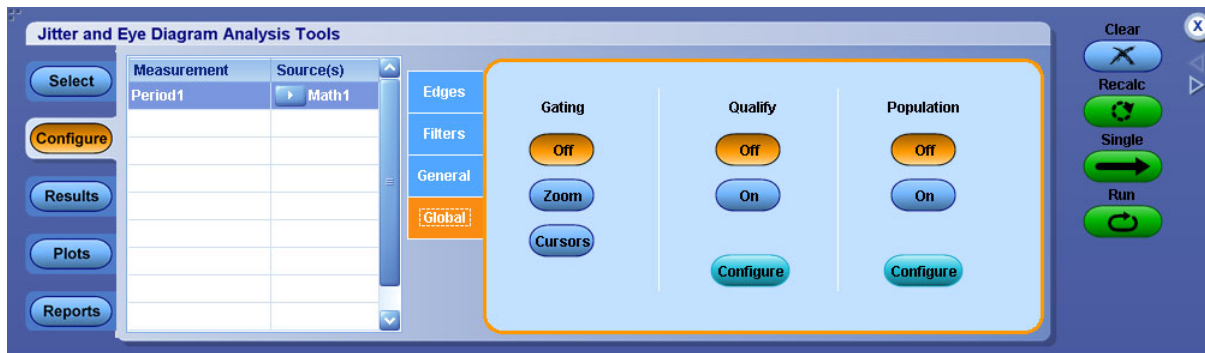 Jitter and Eye Diagram Analysis Tools
Select
Configure
Results
Plots
Reports
Measurement Source(s)
Period1 Math1
Edges
Filters
General
Global
Gating
Off
Zoom
Cursors
Qualify
Off
On
Configure
Population
Off
On
Configure
Clear
Recalc
Single
Run
X